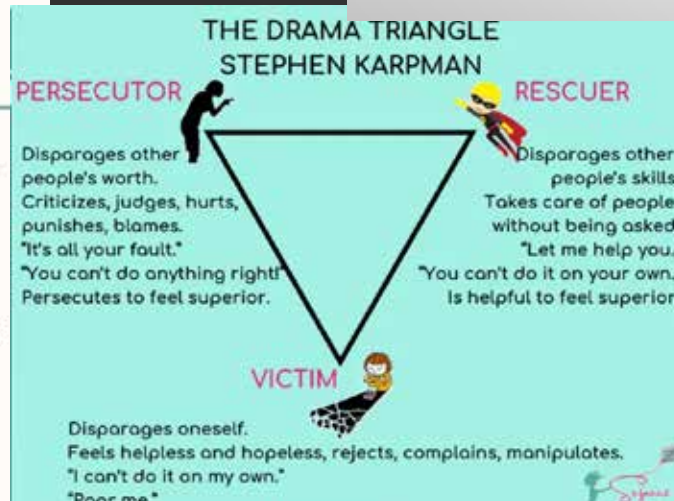 THE DRAMA TRIANGLE
STEPHEN KARPMAN
PERSECUTOR
Disparages other
people's worth.
Criticizes, judges, hurts,
punishes, blames.
"It's all your fault."
"You can't do anything right!"
Persecutes to feel superior.
RESCUER
Disparages other
people's skills
Takes care of people
without being asked
"Let me help you.
"You can't do it on your own.
Is helpful to feel superior
VICTIM
Disparages oneself.
Feels helpless and hopeless, rejects, complains, manipulates.
"I can't do it on my own."
"Poor me."